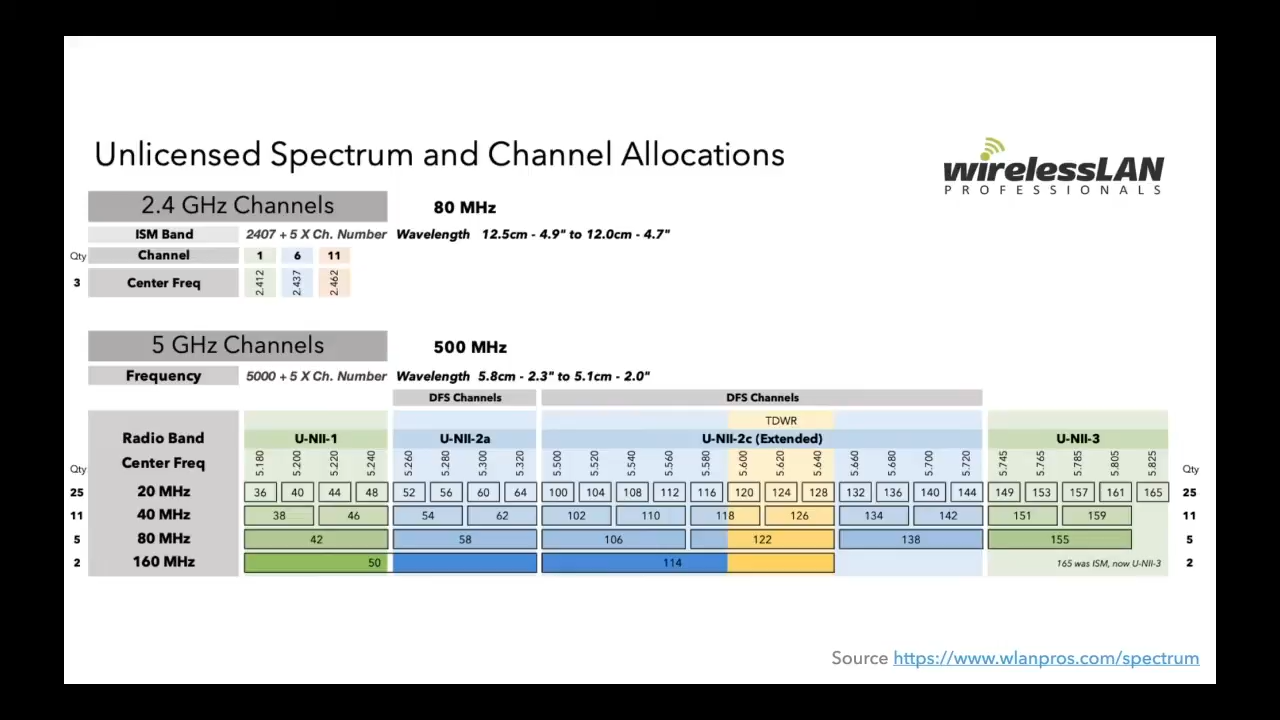 Unlicensed Spectrum and Channel Allocations
wirelessLAN
PROFESSIONALS
2.4 GHz Channels 80 MHz
ISM Band 2407 + 5 X Ch. Number Wavelength 12.5cm - 4.9" to 12.0cm - 4.7"
Qty Channel 1 6 11
3 Center Freq 2.412 2.437 2.462
5 GHz Channels 500 MHz
Frequency 5000 + 5 X Ch. Number Wavelength 5.8cm - 2.3" to 5.1cm - 2.0"
DFS Channels DFS Channels
TDWR
Radio Band U-NII-1 U-NII-2a U-NII-2c (Extended) U-NII-3
Qty Center Freq 5.180 5.200 5.220 5.240 5.260 5.280 5.300 5.320 5.500 5.520 5.540 5.560 5.580 5.600 5.620 5.640 5.660 5.680 5.700 5.720 5.745 5.765 5.785 5.805 5.825 Qty
25 20 MHz 36 40 44 48 52 56 60 64 100 104 108 112 116 120 124 128 132 136 140 144 149 153 157 161 165 25
11 40 MHz 38 46 54 62 102 110 118 126 134 142 151 159 11
5 80 MHz 42 58 106 122 138 155 5
2 160 MHz 50 114 165 was ISM, now U-NII-3 2
Source https://www.wlanpros.com/spectrum